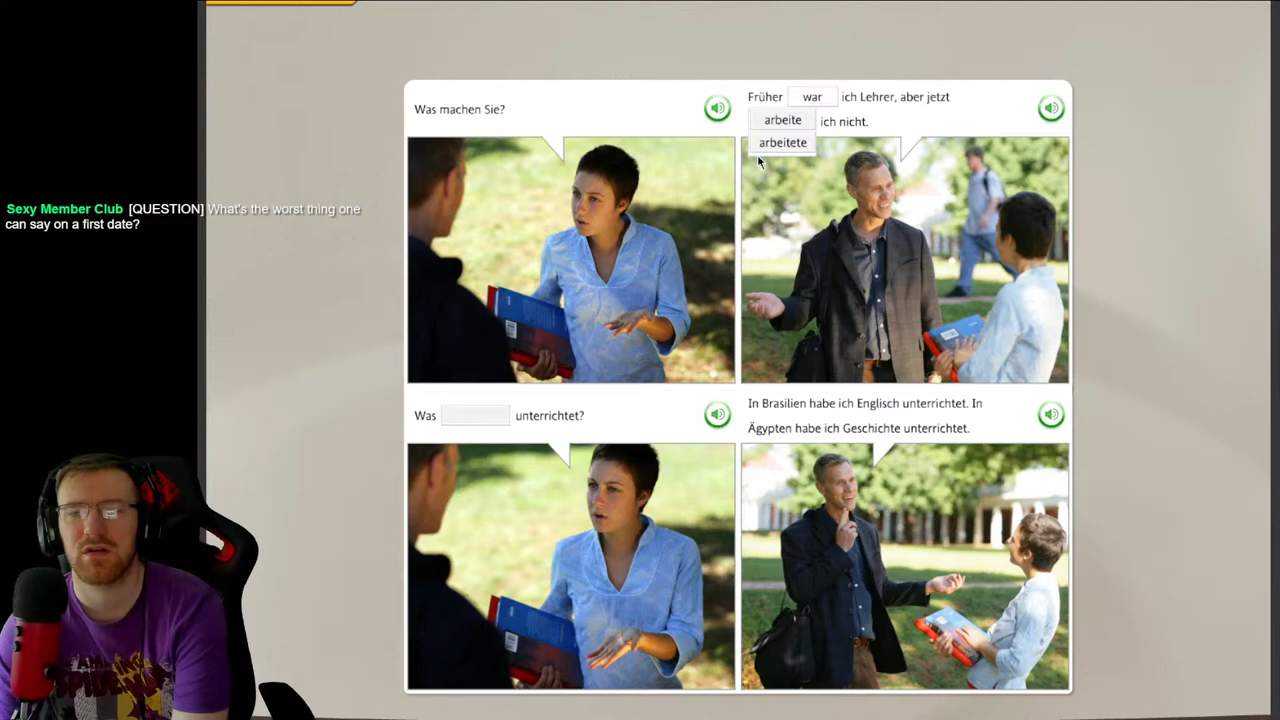 Was machen Sie?
Früher war ich Lehrer, aber jetzt
arbeite ich nicht.
arbeitete
Sexy Member Club [QUESTION] What's the worst thing one
can say on a first date?
Was unterrichtet?
In Brasilien habe ich Englisch unterrichtet. In
Ägypten habe ich Geschichte unterrichtet.